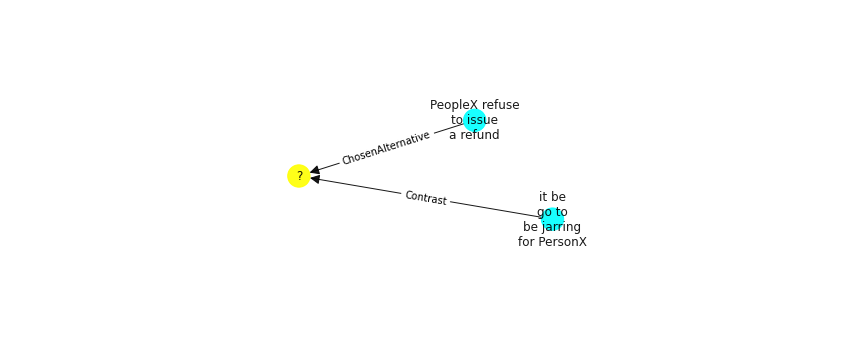 PeopleX refuse
to issue
a refund
ChosenAlternative
?
Contrast
it be
go to
be jarring
for PersonX